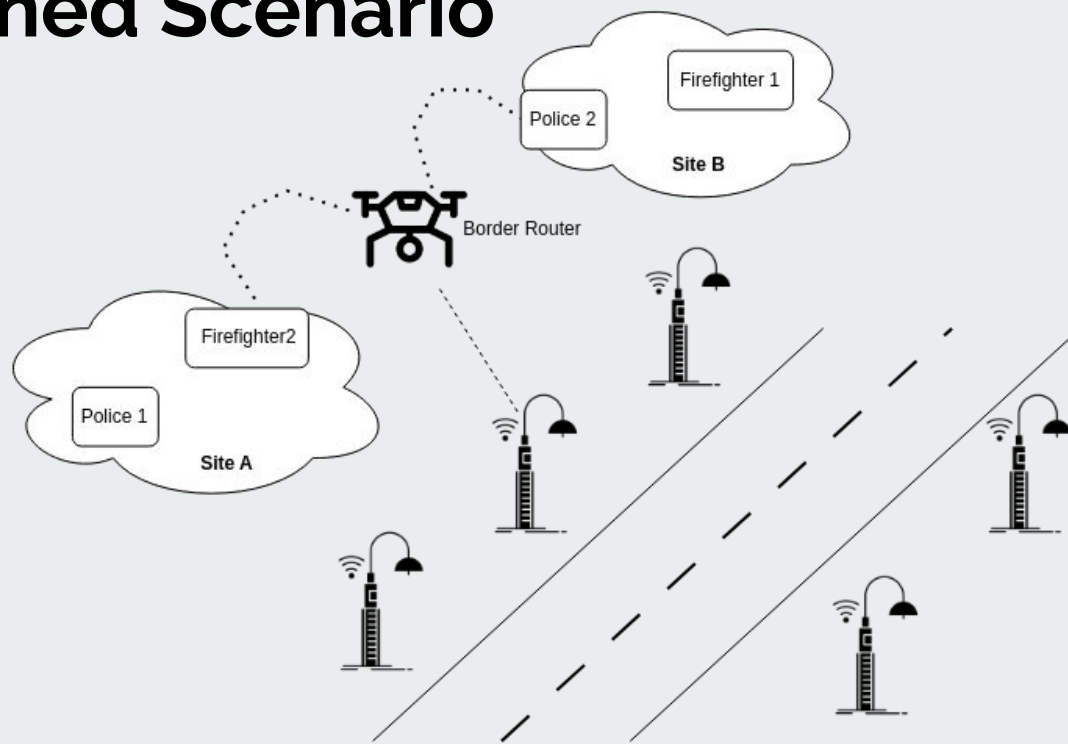 ned Scenario
Firefighter 1
Police 2
Site B
Border Router
Firefighter2
Police 1
Site A